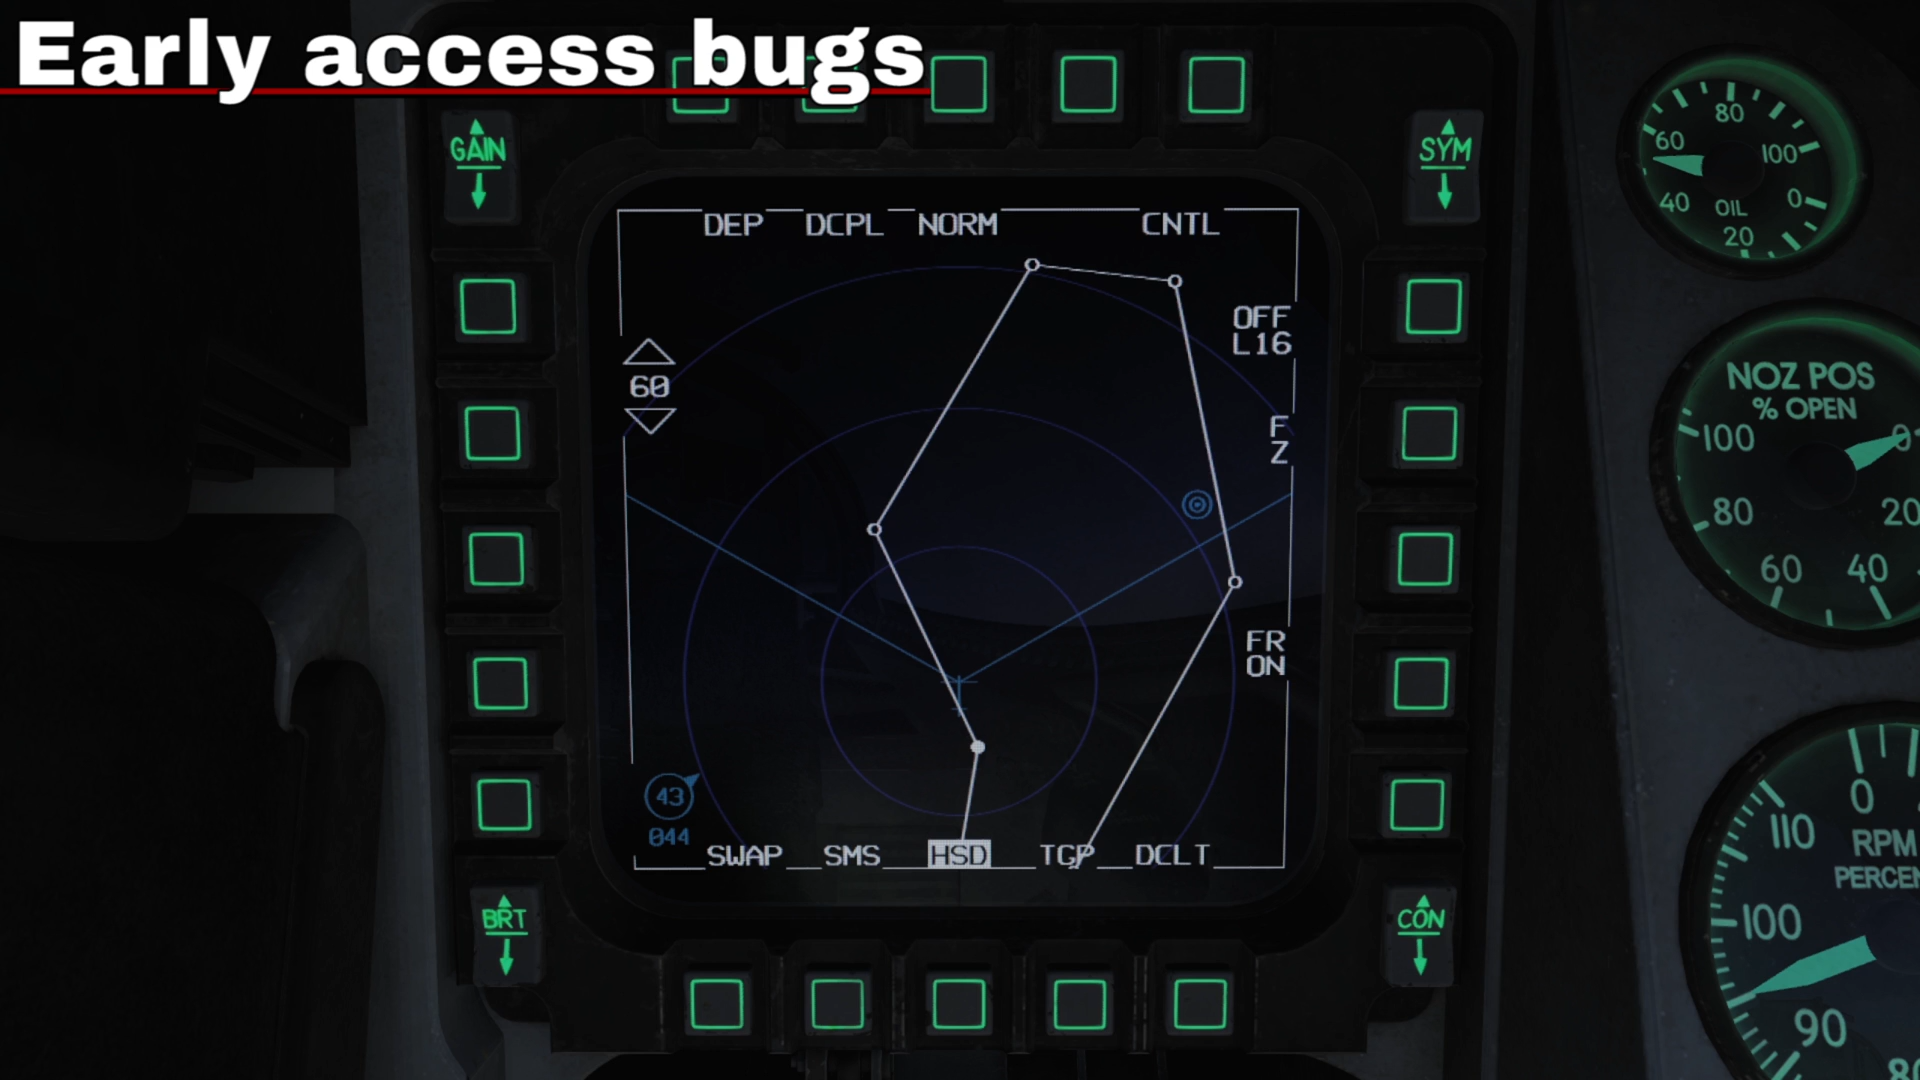 Early access bugs
GAIN
SYM
DEP DCPL NORM CNTL
OFF
L16
60
F
Z
FR
ON
43
044
SWAP SMS HSD TGP DCLT
BRT
CON
80
60 100
40 OIL 0
20
NOZ POS
% OPEN
100 0
80 20
60 40
0
110
RPM
PERCEN
100
90